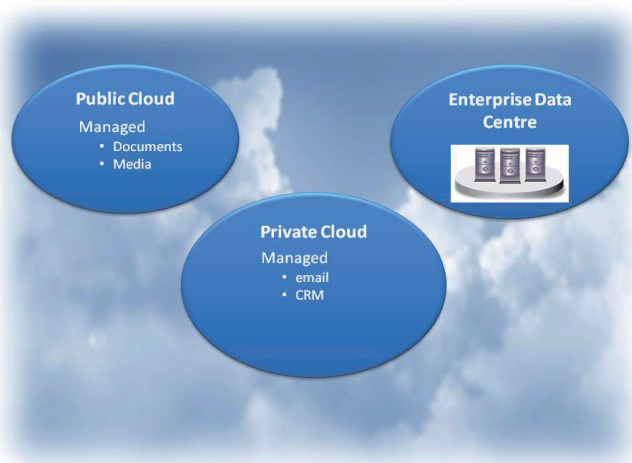 Public Cloud
Managed
▪ Documents
▪ Media
Enterprise Data
Centre
Private Cloud
Managed
▪ email
▪ CRM